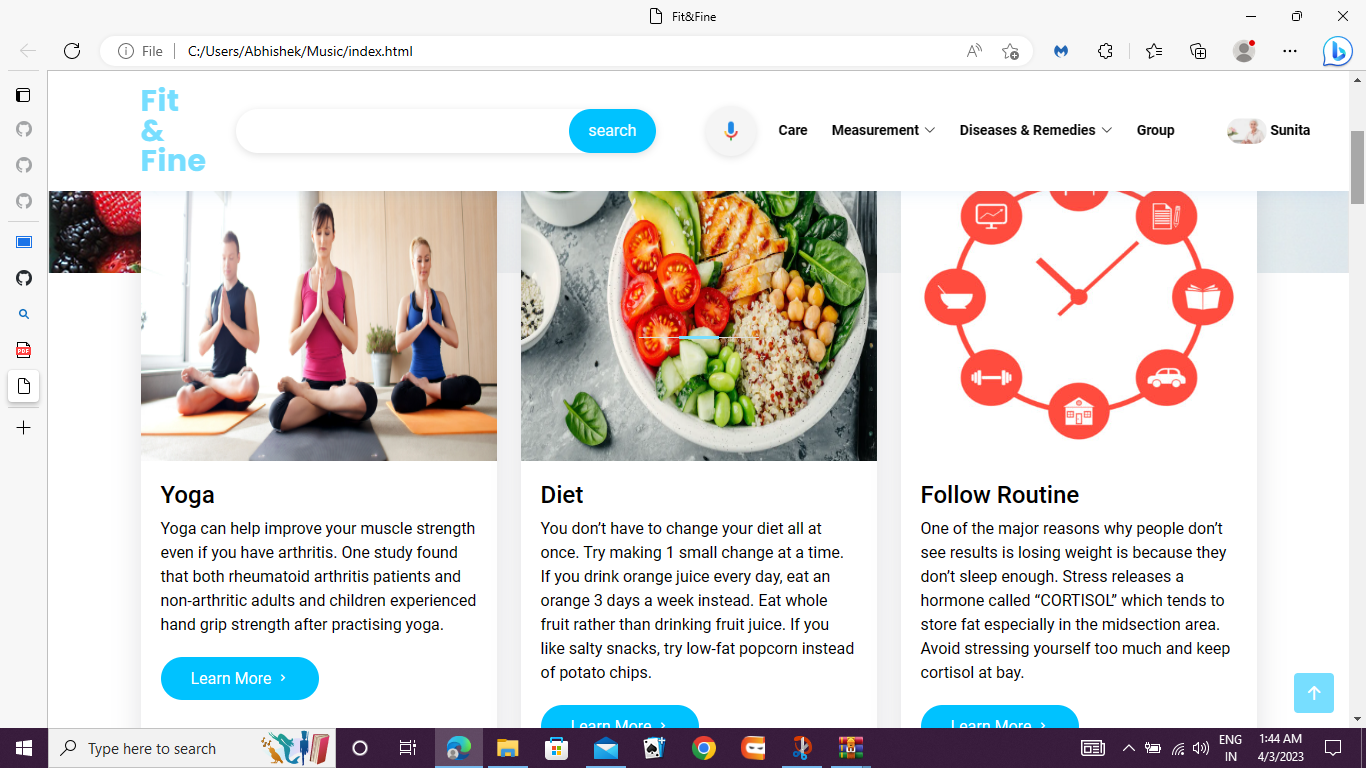 Fit&Fine
File
C:/Users/Abhishek/Music/index.html
Fit
&
Fine
search
Care
Measurement
Diseases & Remedies
Group
Sunita
Yoga
Yoga can help improve your muscle strength
even if you have arthritis. One study found
that both rheumatoid arthritis patients and
non-arthritic adults and children experienced
hand grip strength after practising yoga.
Learn More
Diet
You don’t have to change your diet all at
once. Try making 1 small change at a time.
If you drink orange juice every day, eat an
orange 3 days a week instead. Eat whole
fruit rather than drinking fruit juice. If you
like salty snacks, try low-fat popcorn instead
of potato chips.
Learn More
Follow Routine
One of the major reasons why people don’t
see results is losing weight is because they
don’t sleep enough. Stress releases a
hormone called “CORTISOL” which tends to
store fat especially in the midsection area.
Avoid stressing yourself too much and keep
cortisol at bay.
Learn More
PDF
Type here to search
ENG
IN
1:44 AM
4/3/2023